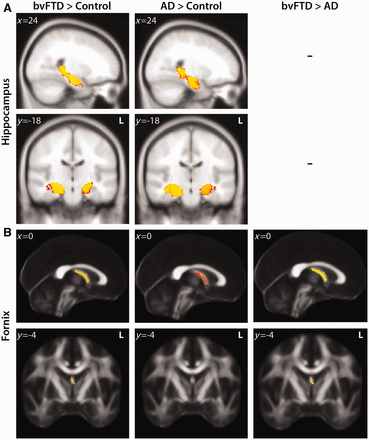 A
bvFTD > Control
AD > Control
bvFTD > AD
Hippocampus
x=24
x=24
–
y=-18
L
y=-18
L
–
B
Fornix
x=0
x=0
x=0
y=-4
L
y=-4
L
y=-4
L